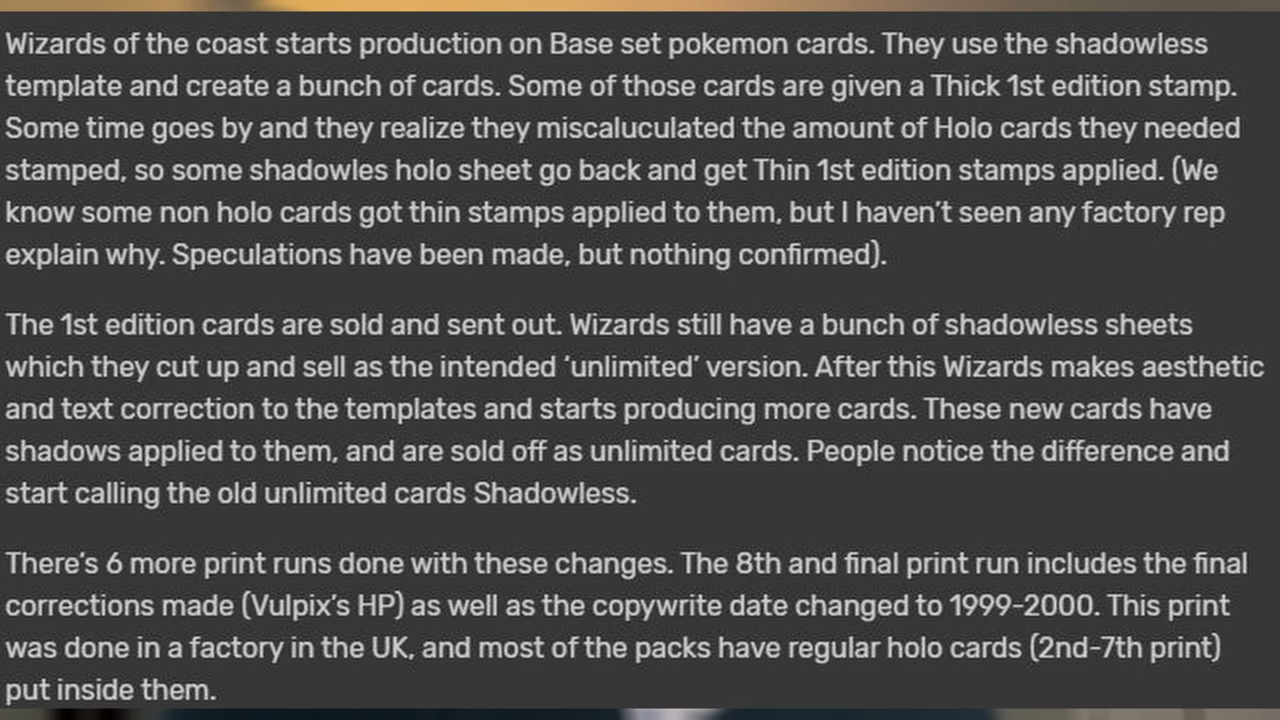 Wizards of the coast starts production on Base set pokemon cards. They use the shadowless
template and create a bunch of cards. Some of those cards are given a Thick 1st edition stamp.
Some time goes by and they realize they miscaluculated the amount of Holo cards they needed
stamped, so some shadowles holo sheet go back and get Thin 1st edition stamps applied. (We
know some non holo cards got thin stamps applied to them, but I haven’t seen any factory rep
explain why. Speculations have been made, but nothing confirmed).
The 1st edition cards are sold and sent out. Wizards still have a bunch of shadowless sheets
which they cut up and sell as the intended ‘unlimited’ version. After this Wizards makes aesthetic
and text correction to the templates and starts producing more cards. These new cards have
shadows applied to them, and are sold off as unlimited cards. People notice the difference and
start calling the old unlimited cards Shadowless.
There’s 6 more print runs done with these changes. The 8th and final print run includes the final
corrections made (Vulpix’s HP) as well as the copywrite date changed to 1999-2000. This print
was done in a factory in the UK, and most of the packs have regular holo cards (2nd-7th print)
put inside them.